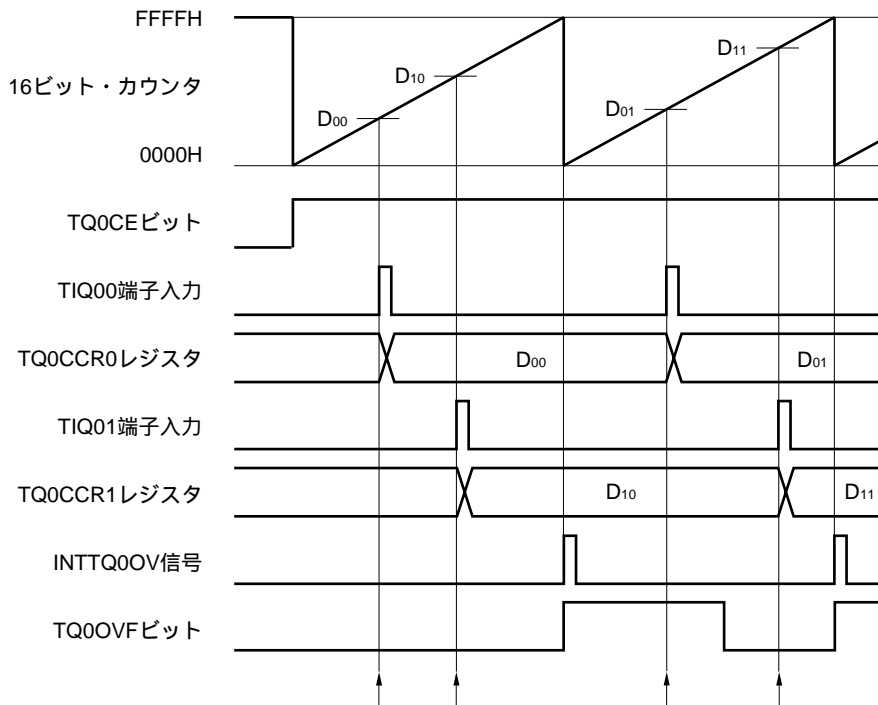 FFFFH
D11
D10
16ビット・カウンタ
D01
D00
0000H
TQ0CEビット
TIQ00端子入力
TQ0CCR0レジスタ
D00
D01
TIQ01端子入力
TQ0CCR1レジスタ
D10
D11
INTTQ0OV信号
TQ0OVFビット